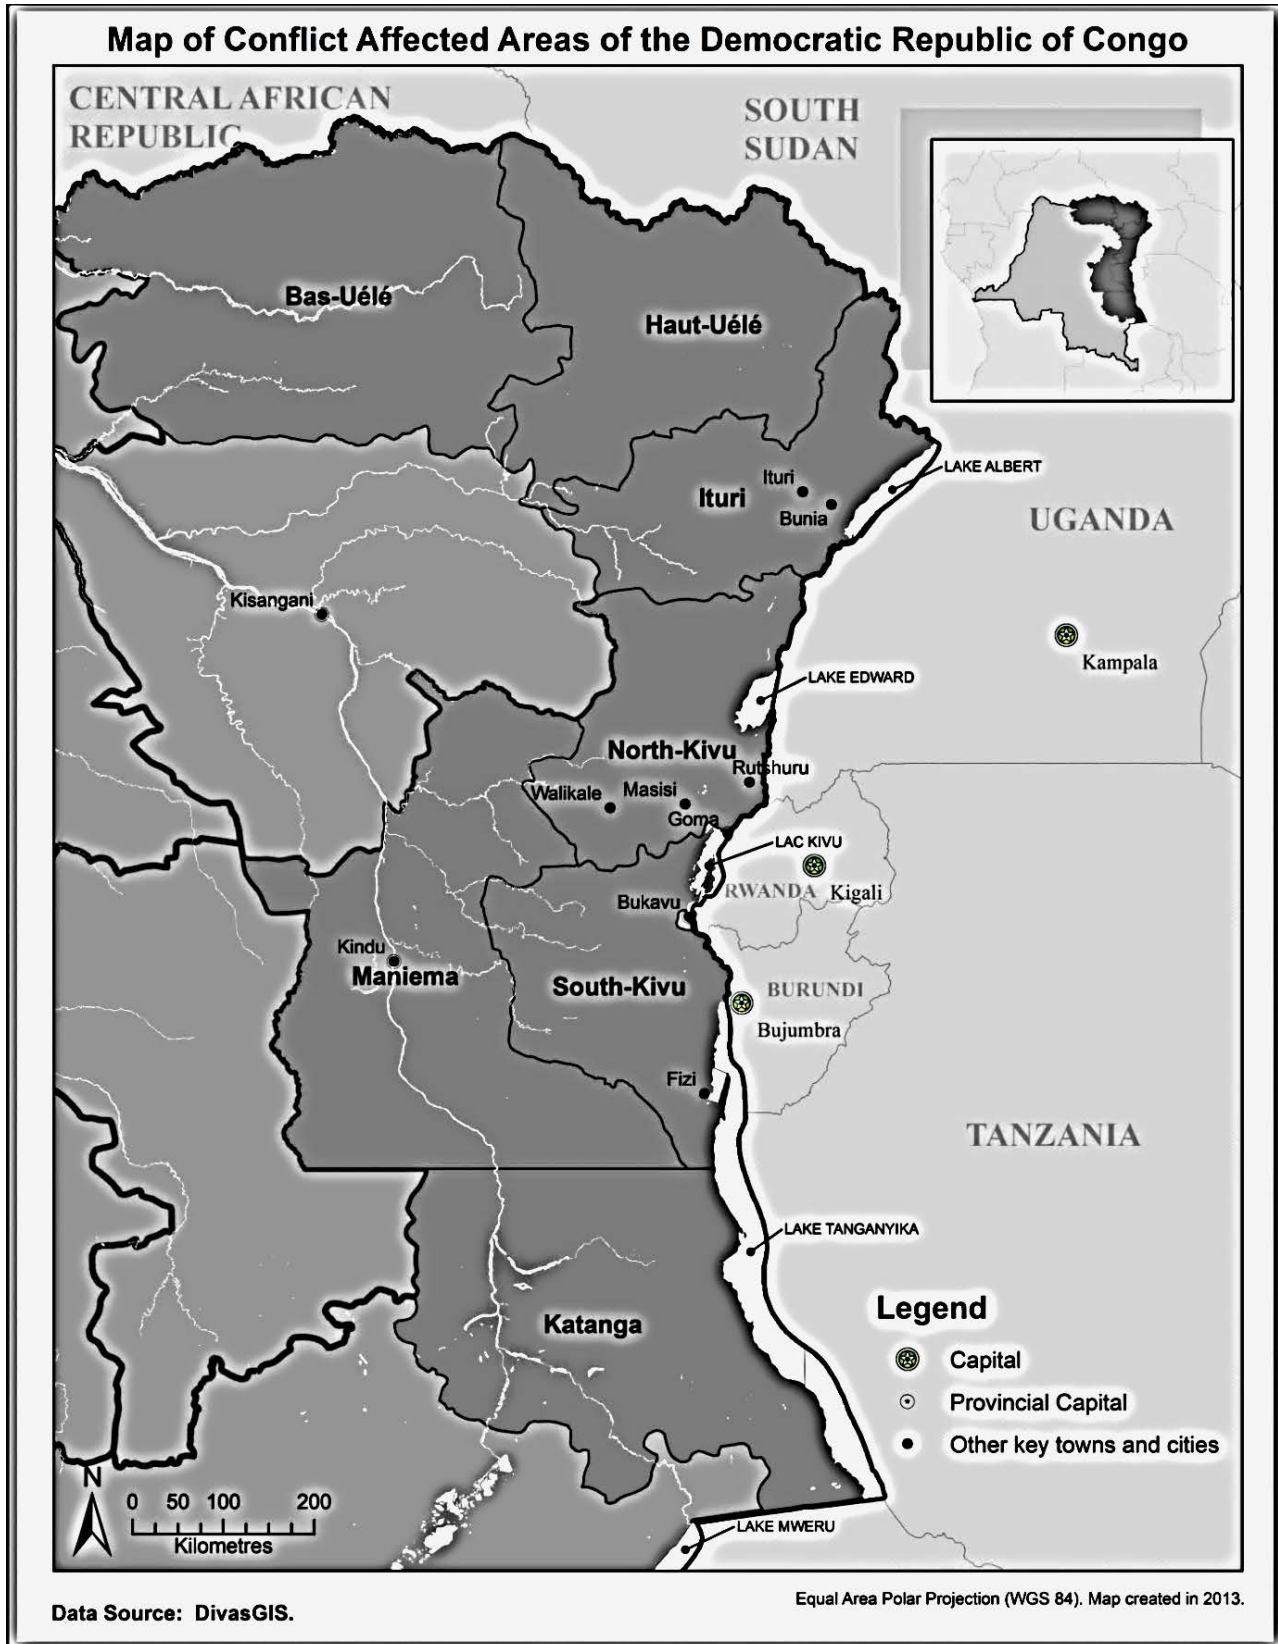 Map of Conflict Affected Areas of the Democratic Republic of Congo
CENTRAL AFRICAN
REPUBLIC
SOUTH
SUDAN
Bas-Uélé
Haut-Uélé
LAKE ALBERT
Ituri
Ituri
Bunia
UGANDA
Kisangani
Kampala
LAKE EDWARD
North-Kivu
Rutshuru
Walikale
Masisi
Goma
LAC KIVU
RWANDA
Kigali
Bukavu
Kindu
Maniema
South-Kivu
BURUNDI
Bujumbra
Fizi
TANZANIA
LAKE TANGANYIKA
Katanga
Legend
Capital
Provincial Capital
Other key towns and cities
N
0 50 100 200
Kilometres
LAKE MWERU
Data Source: DivasGIS.
Equal Area Polar Projection (WGS 84). Map created in 2013.